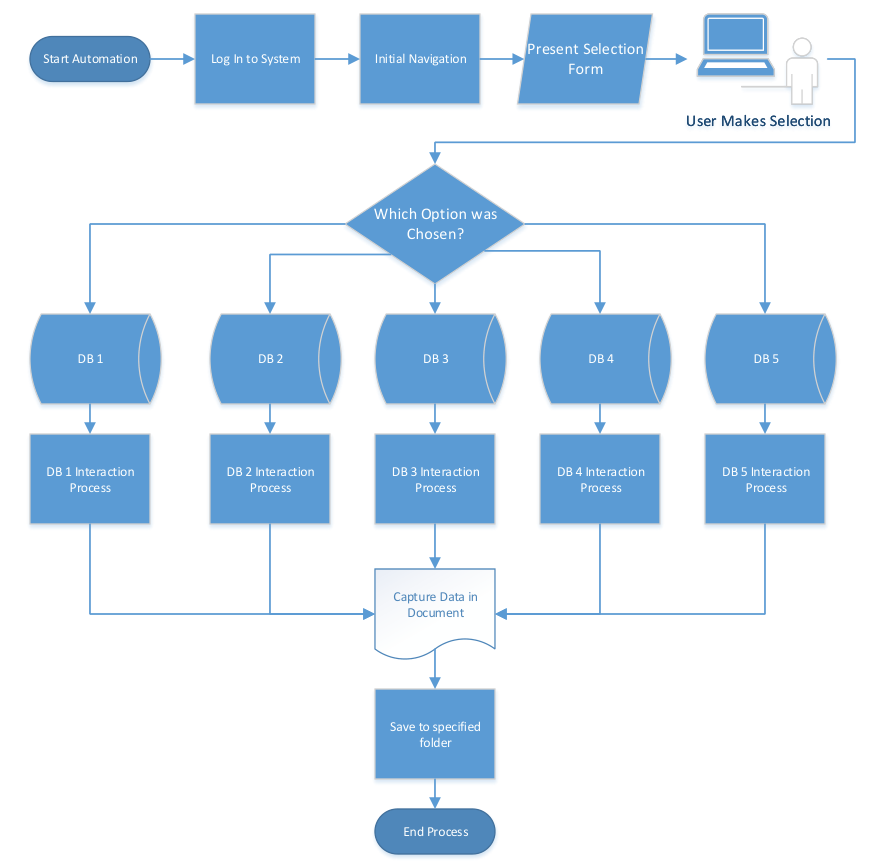 Start Automation
Log In to System
Initial Navigation
Present Selection
Form
User Makes Selection
Which Option was
Chosen?
DB 1
DB 2
DB 3
DB 4
DB 5
DB 1 Interaction
Process
DB 2 Interaction
Process
DB 3 Interaction
Process
DB 4 Interaction
Process
DB 5 Interaction
Process
Capture Data in
Document
Save to specified
folder
End Process